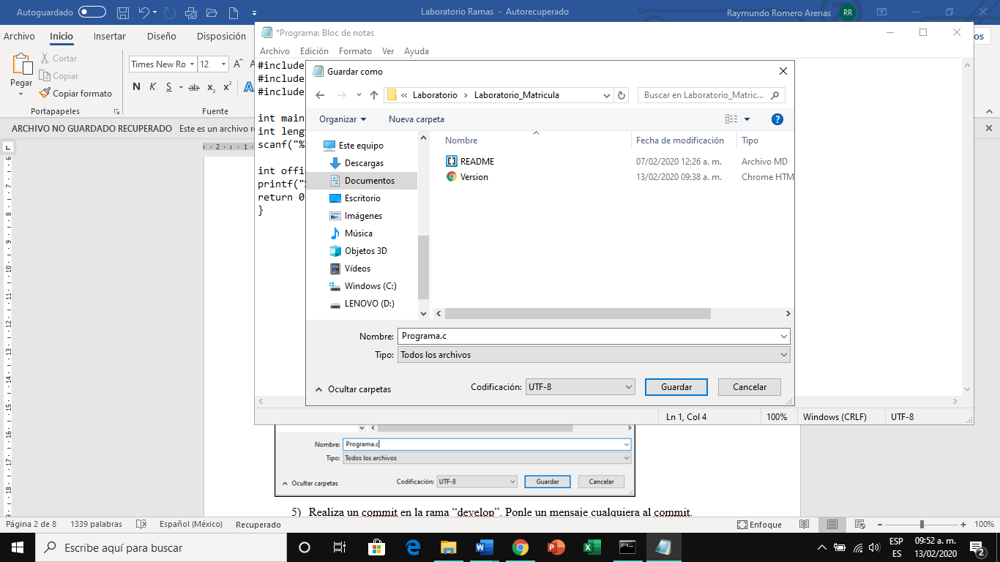 Autoguardado
Laboratorio Ramas - Autorecuperado
Raymundo Romero Arenas
RR
Archivo Inicio Insertar Diseño Disposición
Cortar
Copiar
Copiar formato
Pegar
Portapapeles
Times New Ro 12
N K S ab x₂ x²
Fuente
ARCHIVO NO GUARDADO RECUPERADO Este es un archivo
*Programa: Bloc de notas
Archivo Edición Formato Ver Ayuda
#include
#include
#include
int main
int leng
scanf("%
int offi
printf("
return 0
}
Guardar como
« Laboratorio > Laboratorio_Matricula
Buscar en Laboratorio_Matric...
Organizar Nueva carpeta
Este equipo
Descargas
Documentos
Escritorio
Imágenes
Música
Objetos 3D
Vídeos
Windows (C:)
LENOVO (D:)
Nombre Fecha de modificación Tipo
README 07/02/2020 12:26 a. m. Archivo MD
Version 13/02/2020 09:38 a. m. Chrome HTM
Nombre: Programa.c
Tipo: Todos los archivos
Ocultar carpetas
Codificación: UTF-8 Guardar Cancelar
Ln 1, Col 4 100% Windows (CRLF) UTF-8
Nombre: Programa.c
Tipo: Todos los archivos
Ocultar carpetas Codificación: UTF-8 Guardar Cancelar
5) Realiza un commit en la rama “develop”. Ponle un mensaje cualquiera al commit.
Página 2 de 8 1339 palabras Español (México) Recuperado Enfoque 100%
Escribe aquí para buscar
ESP
ES
09:52 a. m.
13/02/2020
2